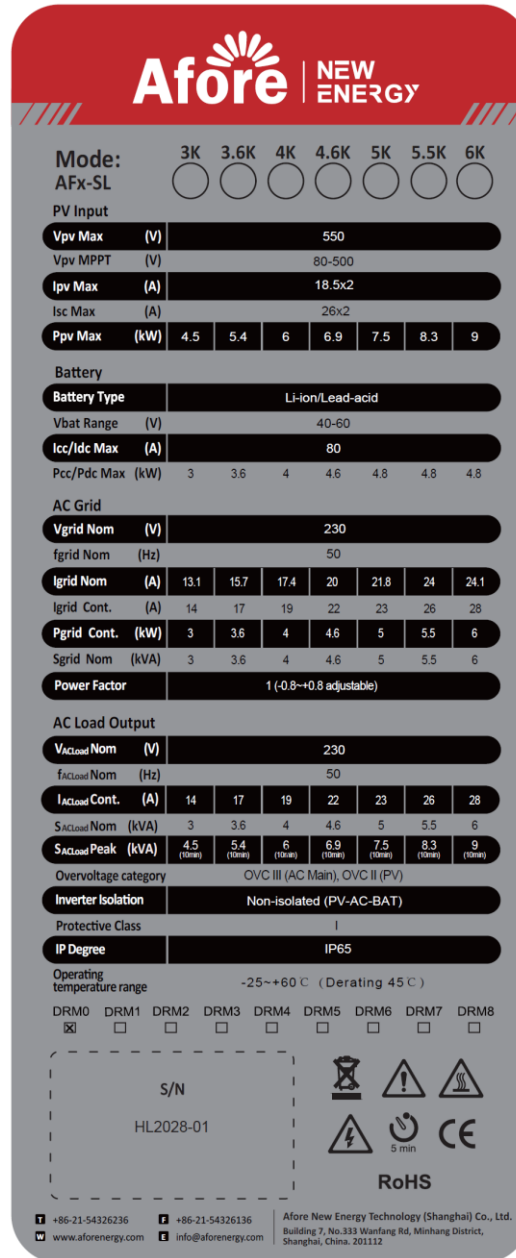 Afore NEW ENERGY
Mode: 3K 3.6K 4K 4.6K 5K 5.5K 6K
AFx-SL
PV Input
Vpv Max (V) 550
Vpv MPPT (V) 80-500
Ipv Max (A) 18.5x2
Isc Max (A) 26x2
Ppv Max (kW) 4.5 5.4 6 6.9 7.5 8.3 9
Battery
Battery Type Li-ion/Lead-acid
Vbat Range (V) 40-60
Icc/Idc Max (A) 80
Pcc/Pdc Max (kW) 3 3.6 4 4.6 4.8 4.8 4.8
AC Grid
Vgrid Nom (V) 230
fgrid Nom (Hz) 50
Igrid Nom (A) 13.1 15.7 17.4 20 21.8 24 24.1
Igrid Cont. (A) 14 17 19 22 23 26 28
Pgrid Cont. (kW) 3 3.6 4 4.6 5 5.5 6
Sgrid Nom (kVA) 3 3.6 4 4.6 5 5.5 6
Power Factor 1 (-0.8~+0.8 adjustable)
AC Load Output
VACLoad Nom (V) 230
fACLoad Nom (Hz) 50
IACLoad Cont. (A) 14 17 19 22 23 26 28
SACLoad Nom (kVA) 3 3.6 4 4.6 5 5.5 6
SACLoad Peak (kVA) 4.5 5.4 6 6.9 7.5 8.3 9
(10min) (10min) (10min) (10min) (10min) (10min) (10min)
Overvoltage category OVC III (AC Main), OVC II (PV)
Inverter Isolation Non-isolated (PV-AC-BAT)
Protective Class I
IP Degree IP65
Operating
temperature range -25~+60℃ (Derating 45℃)
DRM0 DRM1 DRM2 DRM3 DRM4 DRM5 DRM6 DRM7 DRM8
S/N
HL2028-01
5 min
CE
RoHS
T +86-21-54326236 F +86-21-54326136
W www.aforenergy.com E info@aforenergy.com
Afore New Energy Technology (Shanghai) Co., Ltd.
Building 7, No.333 Wanfang Rd, Minhang District,
Shanghai, China. 201112